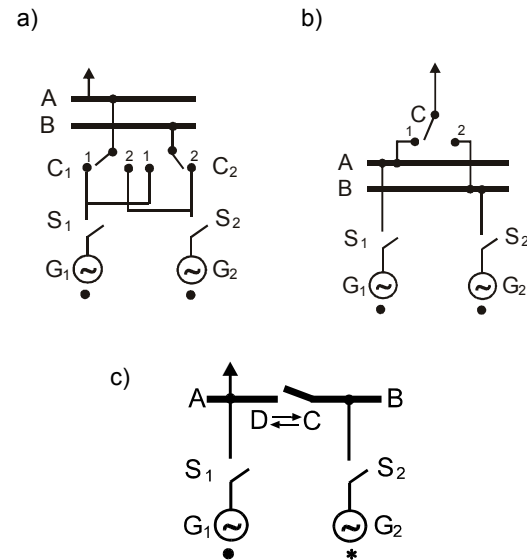 a)
b)
A
B
C₁ 1 2 1 2 C₂
S₁ S₂
G₁ ~ ~ G₂
C
1 2
A
B
S₁ S₂
G₁ ~ ~ G₂
c)
A B
D ⇄ C
S₁ S₂
G₁ ~ ~ G₂
*